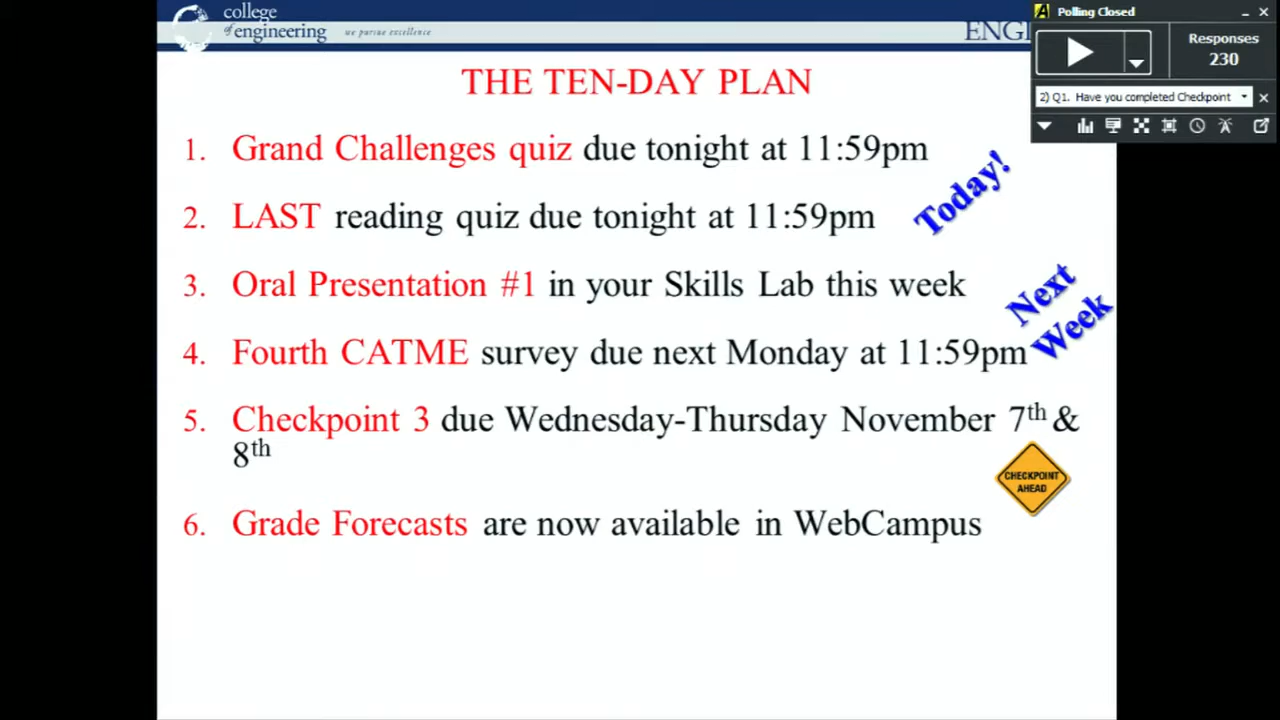 college
of engineering
we pursue excellence
ENGI
Polling Closed
Responses
230
2) Q1. Have you completed Checkpoint
THE TEN-DAY PLAN
1. Grand Challenges quiz due tonight at 11:59pm
2. LAST reading quiz due tonight at 11:59pm
Today!
3. Oral Presentation #1 in your Skills Lab this week
Next
Week
4. Fourth CATME survey due next Monday at 11:59pm
5. Checkpoint 3 due Wednesday-Thursday November 7th &
8th
CHECKPOINT
AHEAD
6. Grade Forecasts are now available in WebCampus